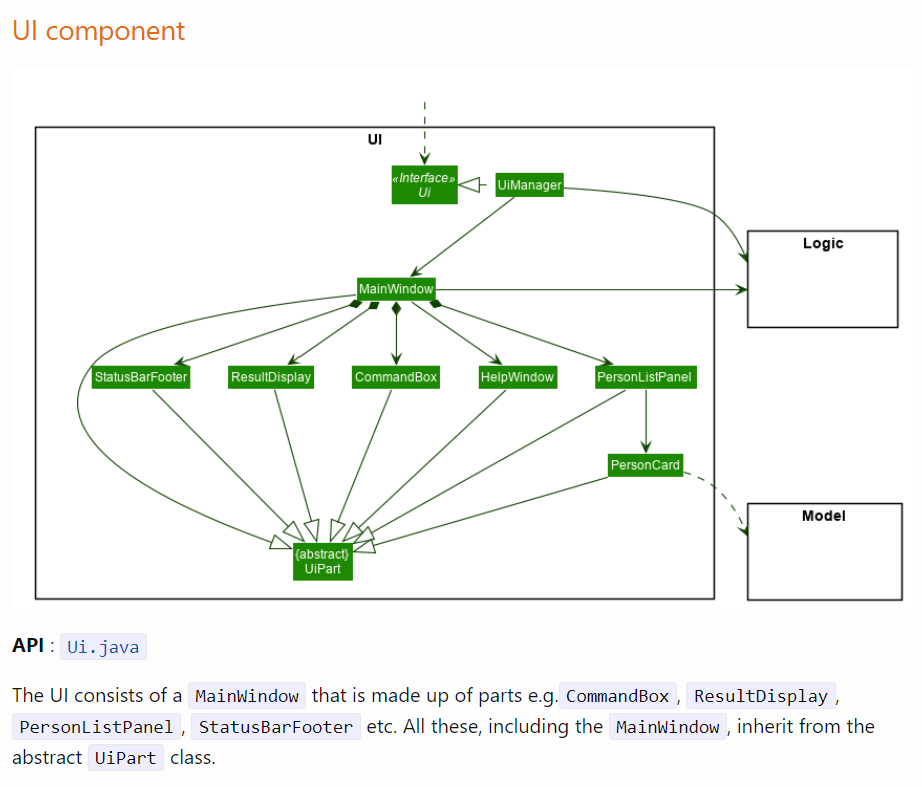 UI component
UI
«Interface»
Ui
UiManager
Logic
MainWindow
StatusBarFooter
ResultDisplay
CommandBox
HelpWindow
PersonListPanel
PersonCard
Model
{abstract}
UiPart
API : Ui.java
The UI consists of a MainWindow that is made up of parts e.g. CommandBox, ResultDisplay,
PersonListPanel, StatusBarFooter etc. All these, including the MainWindow, inherit from the
abstract UiPart class.